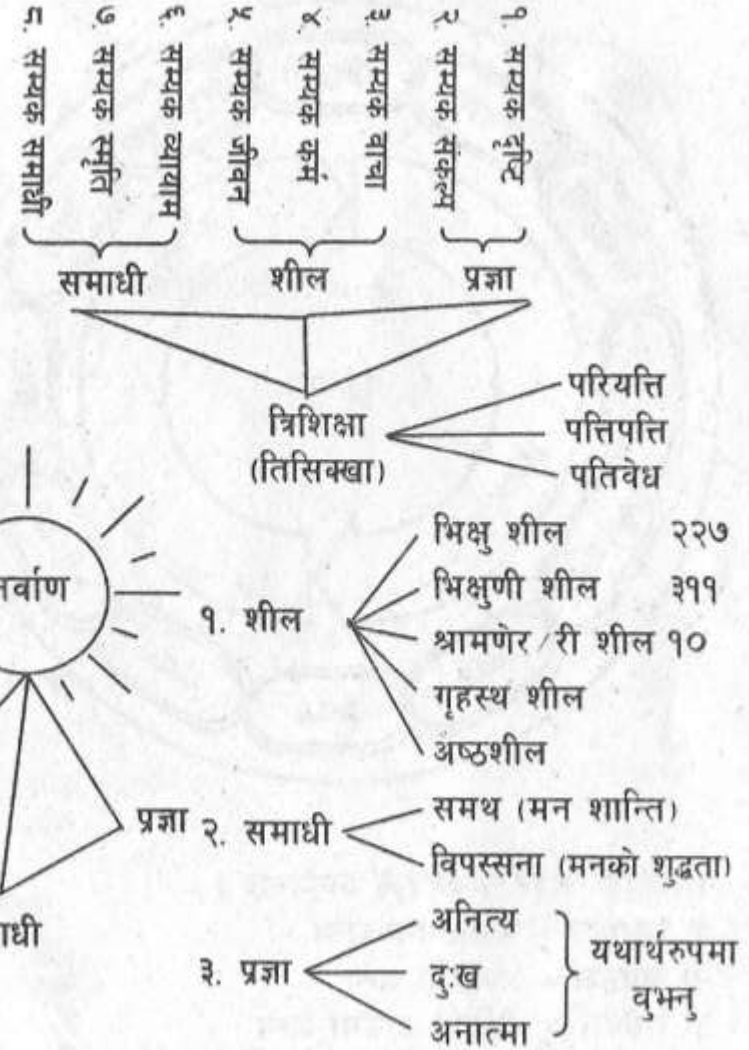 १. सम्यक दृष्टि
२. सम्यक संकल्प
३. सम्यक वाचा
४. सम्यक कर्म
५. सम्यक जीवन
६. सम्यक व्यायाम
७. सम्यक स्मृति
८. सम्यक समाधी
समाधी शील प्रज्ञा
त्रिशिक्षा
(तिसिक्खा)
परियत्ति
पत्तिपत्ति
पतिवेध
र्वाण
१. शील
भिक्षु शील २२७
भिक्षुणी शील ३११
श्रामणेर/री शील १०
गृहस्थ शील
अष्ठशील
प्रज्ञा
ाधी
२. समाधी
समथ (मन शान्ति)
विपस्सना (मनको शुद्धता)
३. प्रज्ञा
अनित्य
दुःख
अनात्मा
यथार्थरुपमा
वुभ्नु